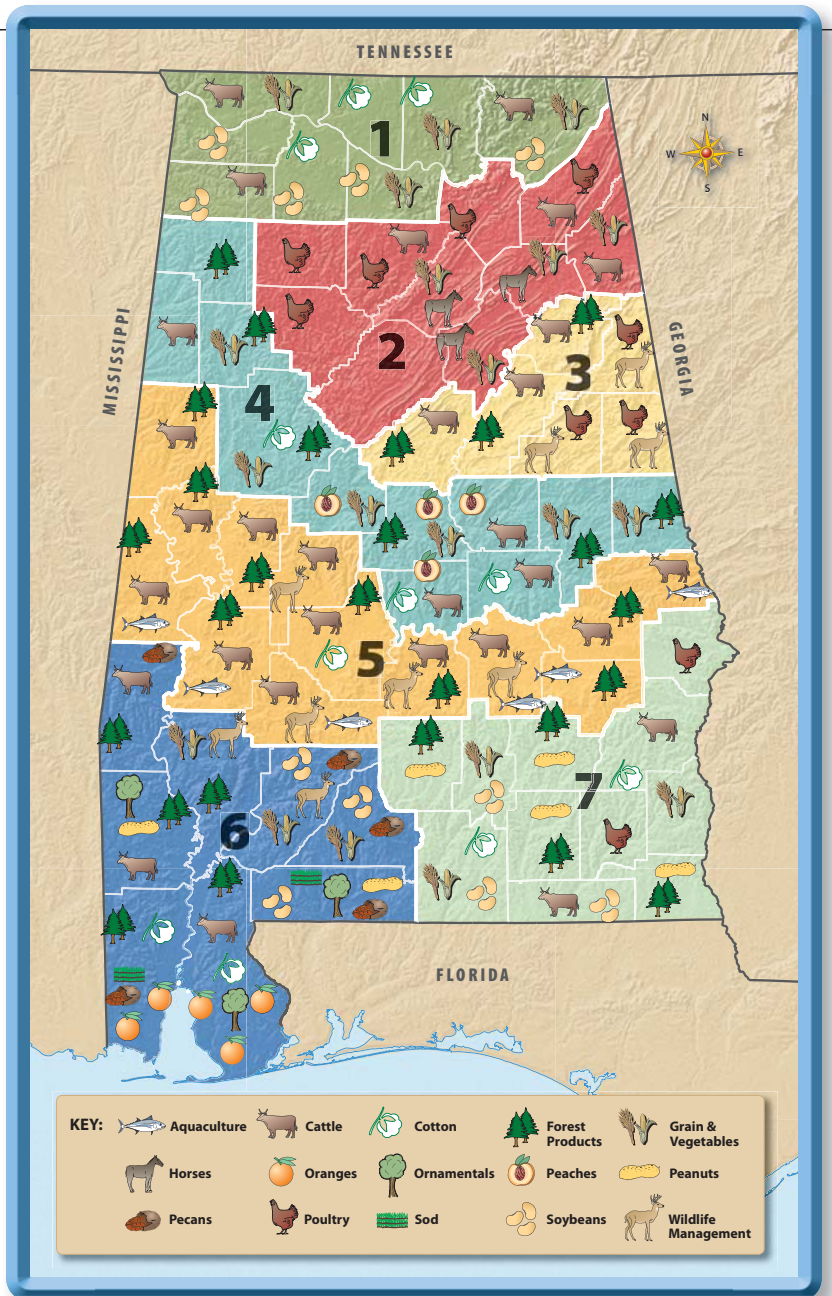 TENNESSEE
N
W E
S
1
2
3
4
5
6
7
MISSISSIPPI
GEORGIA
FLORIDA
KEY:
Aquaculture
Cattle
Cotton
Forest
Products
Grain &
Vegetables
Horses
Oranges
Ornamentals
Peaches
Peanuts
Pecans
Poultry
Sod
Soybeans
Wildlife
Management